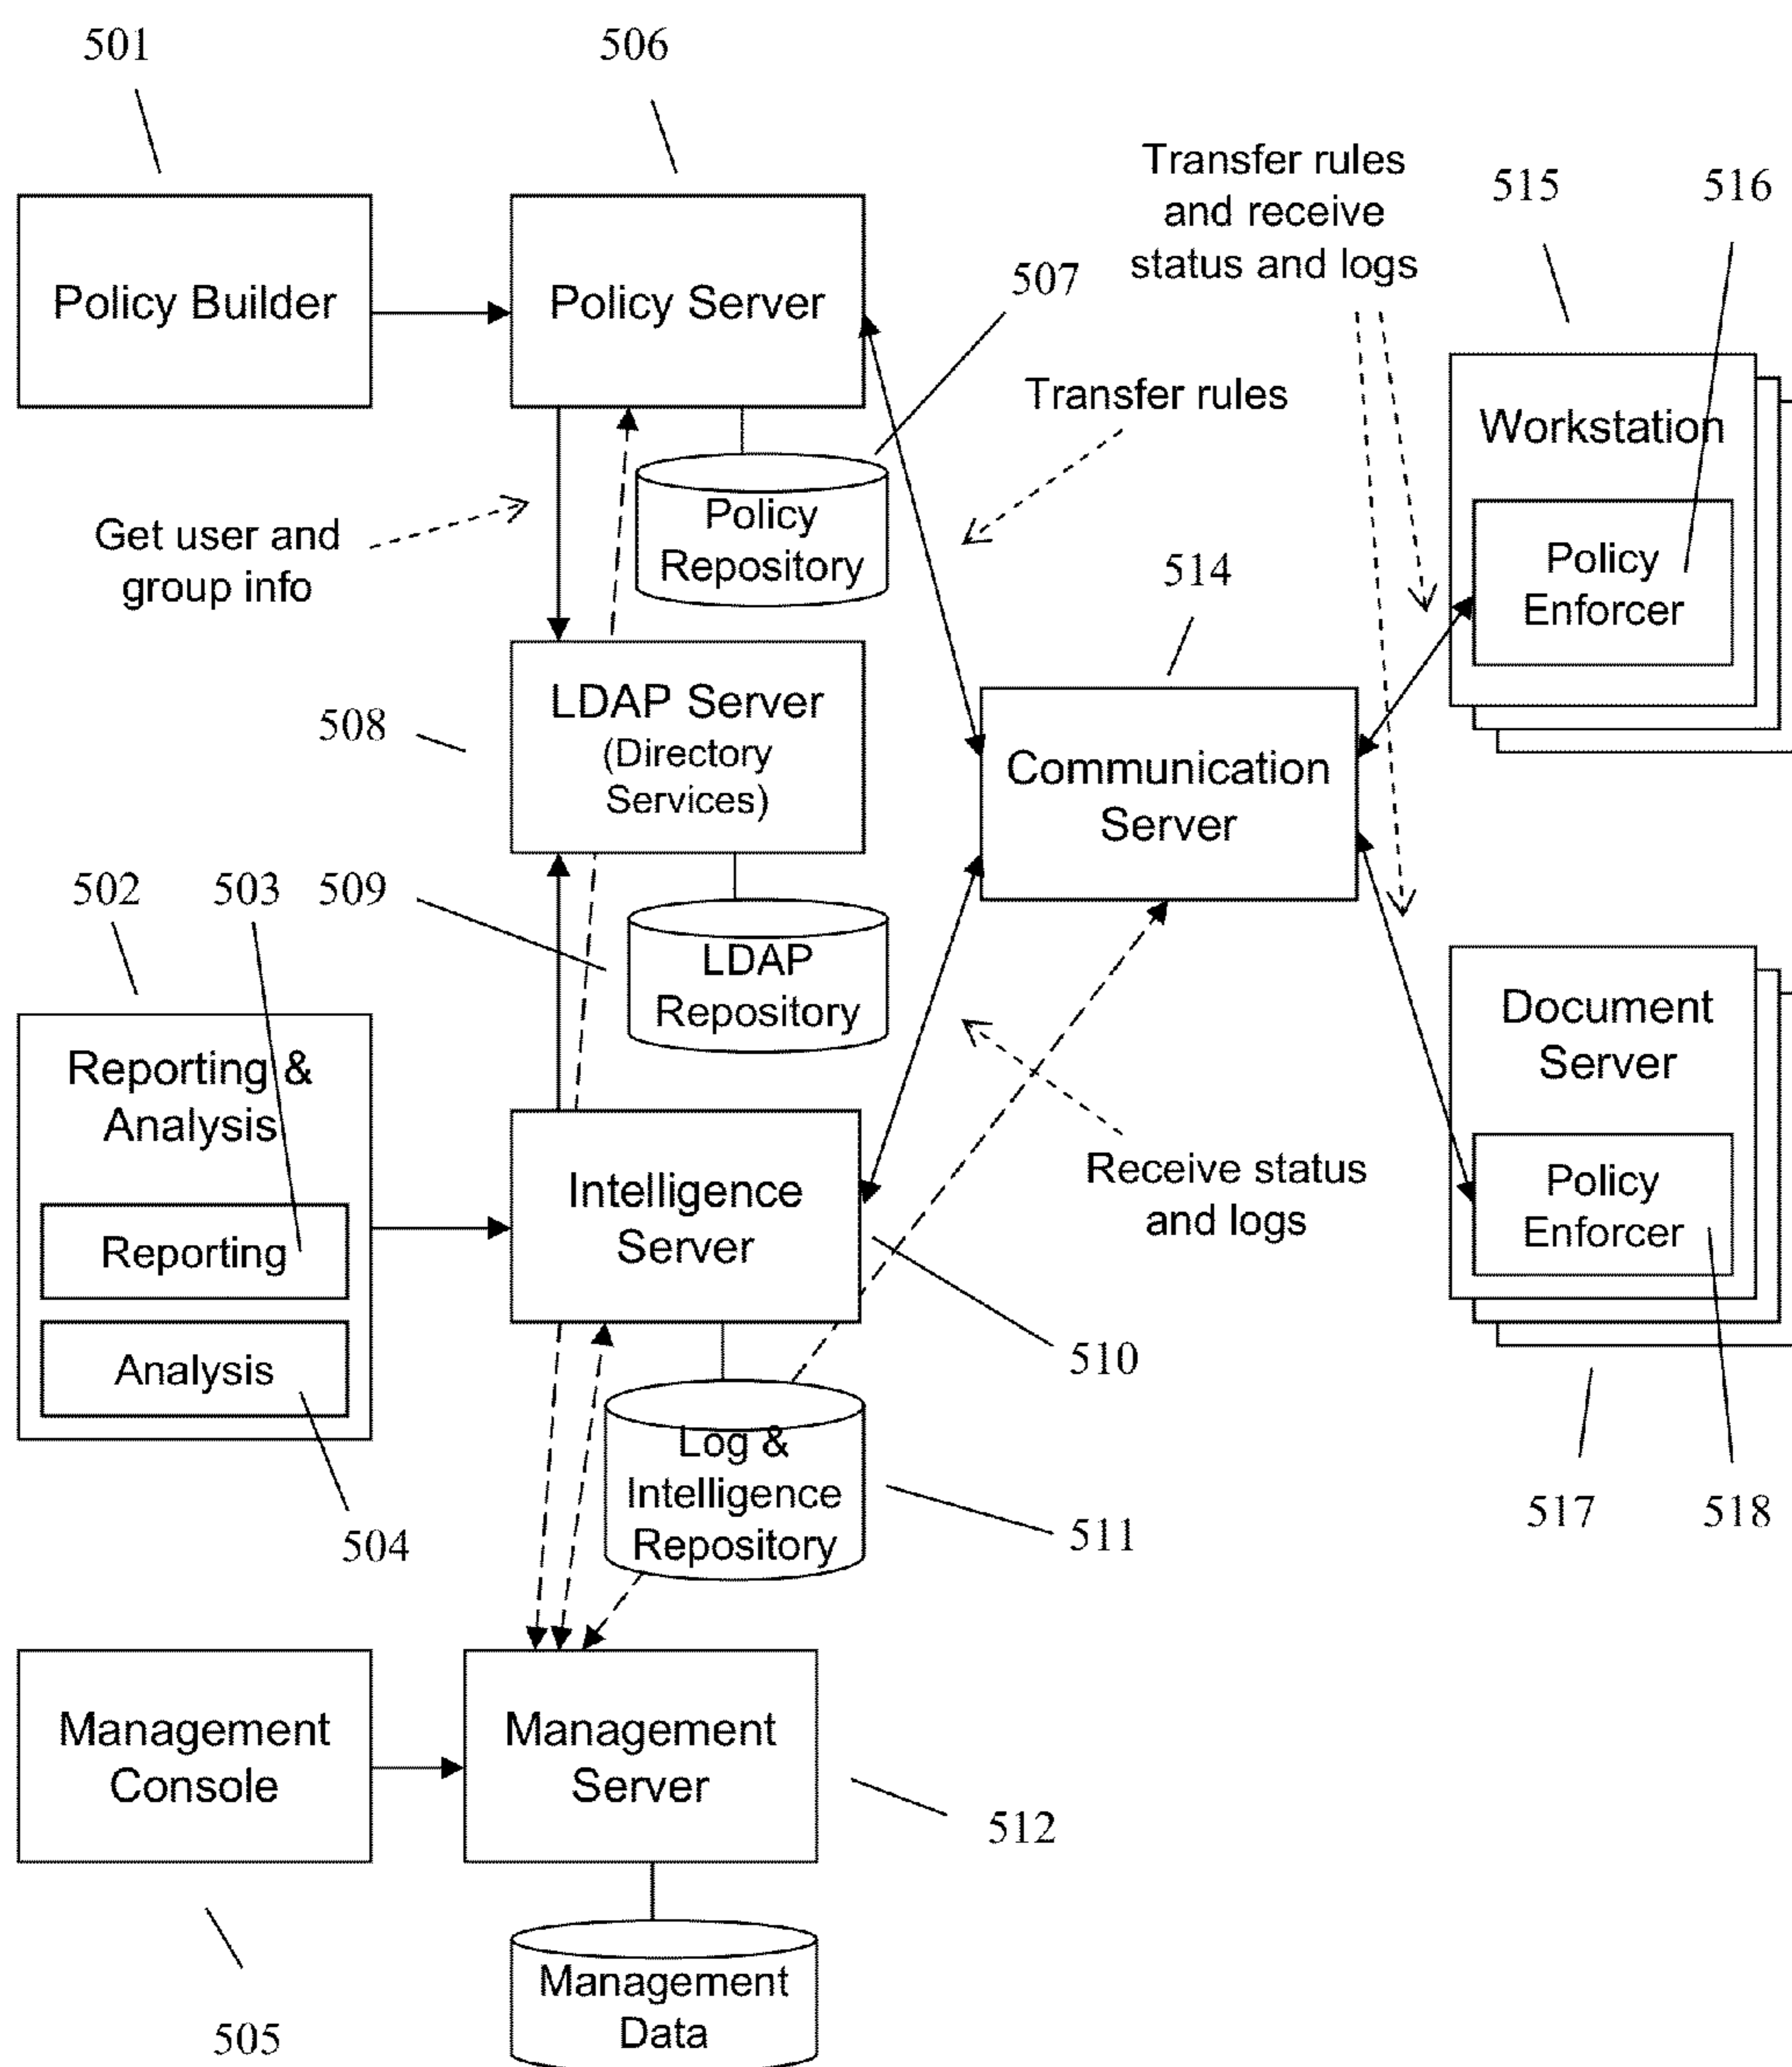 501
506
Transfer rules
and receive
status and logs
515
516
Policy Builder
Policy Server
507
Transfer rules
Workstation
Get user and
group info
Policy
Repository
514
Policy
Enforcer
508
LDAP Server
(Directory
Services)
Communication
Server
502
503
509
LDAP
Repository
Document
Server
Reporting &
Analysis
Intelligence
Server
Receive status
and logs
Policy
Enforcer
Reporting
Analysis
510
504
Log &
Intelligence
Repository
511
517
518
Management
Console
Management
Server
512
505
Management
Data